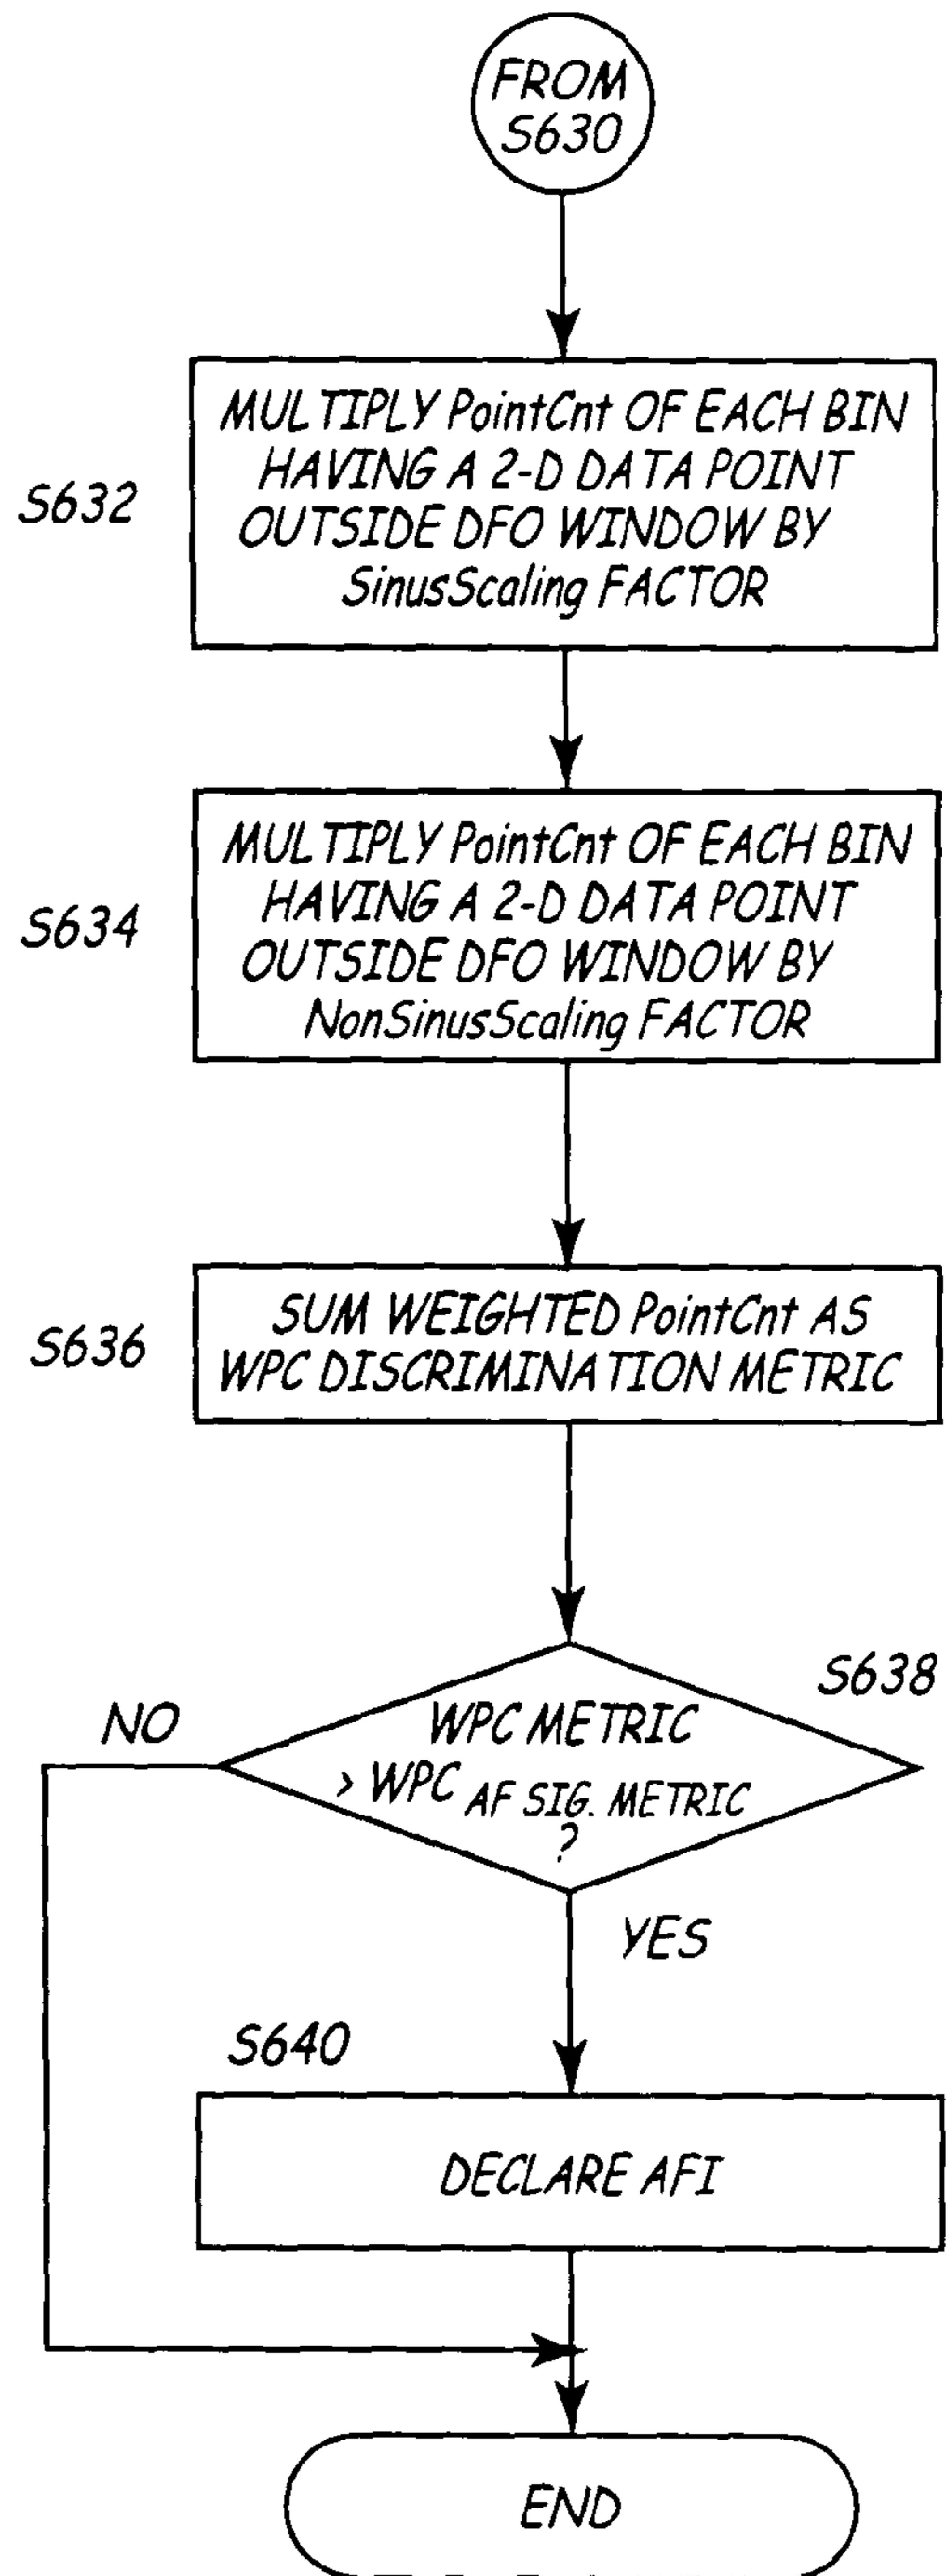 FROM
S630
S632
MULTIPLY PointCnt OF EACH BIN
HAVING A 2-D DATA POINT
OUTSIDE DFO WINDOW BY
SinusScaling FACTOR
S634
MULTIPLY PointCnt OF EACH BIN
HAVING A 2-D DATA POINT
OUTSIDE DFO WINDOW BY
NonSinusScaling FACTOR
S636
SUM WEIGHTED PointCnt AS
WPC DISCRIMINATION METRIC
S638
NO
WPC METRIC
> WPC AF SIG. METRIC
?
YES
S640
DECLARE AFI
END